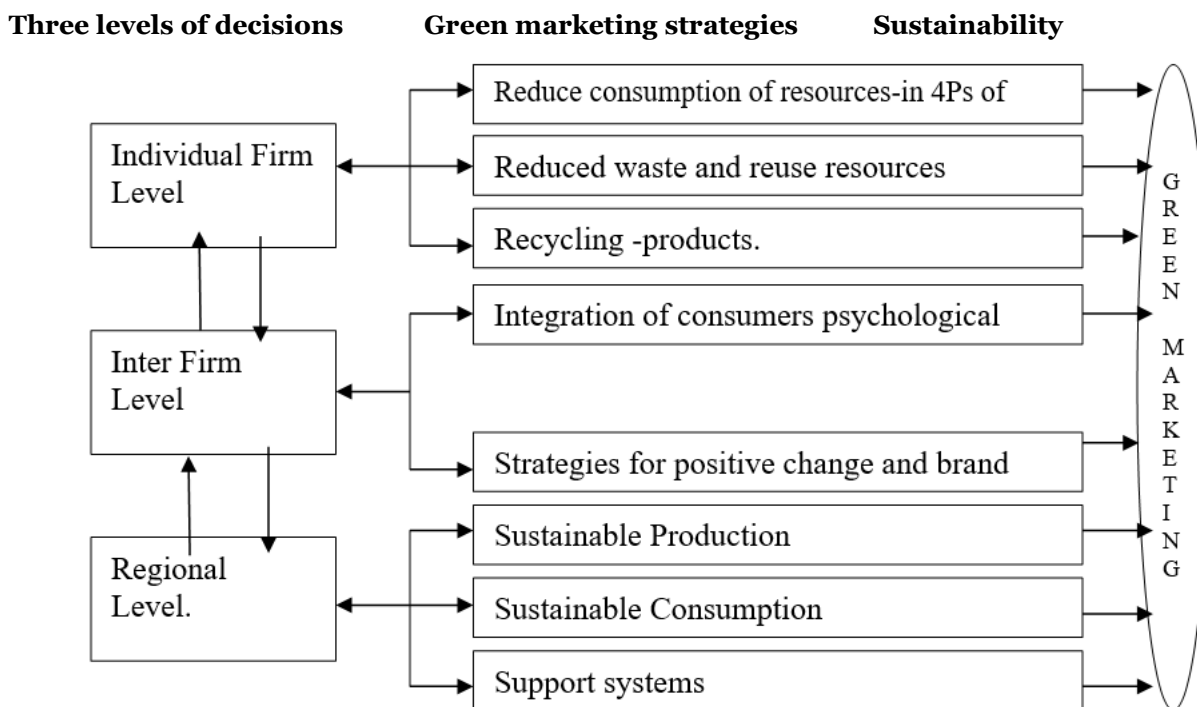 Three levels of decisions Green marketing strategies Sustainability
Individual Firm
Level
Inter Firm
Level
Regional
Level.
Reduce consumption of resources-in 4Ps of
Reduced waste and reuse resources
Recycling -products.
Integration of consumers psychological
Strategies for positive change and brand
Sustainable Production
Sustainable Consumption
Support systems
GREEN MARKETING